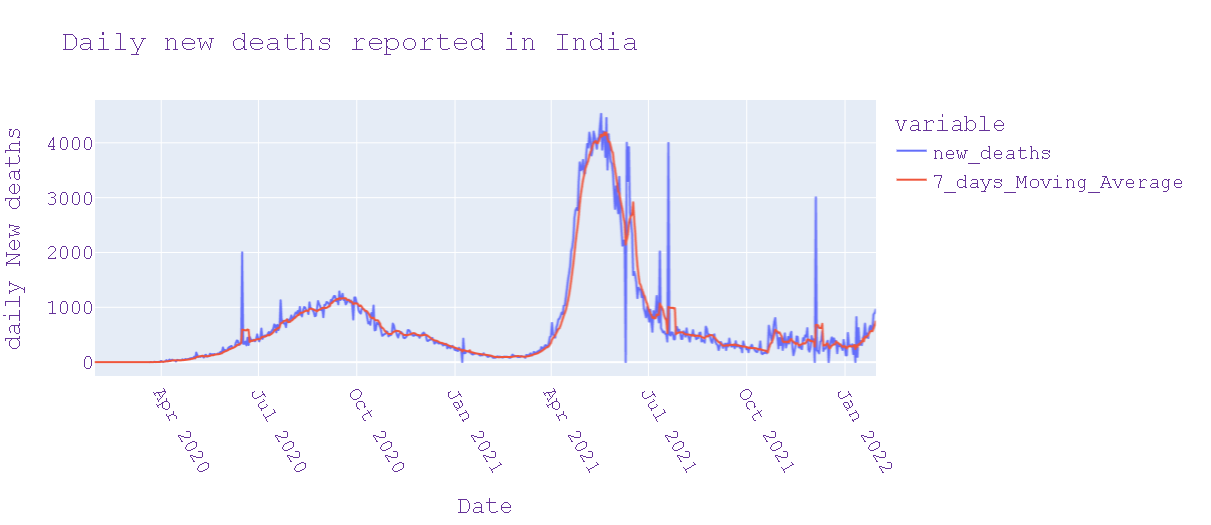 Daily new deaths reported in India
daily New deaths
4000
3000
2000
1000
0
Apr 2020
Jul 2020
Oct 2020
Jan 2021
Apr 2021
Jul 2021
Oct 2021
Jan 2022
Date
variable
new_deaths
7_days_Moving_Average